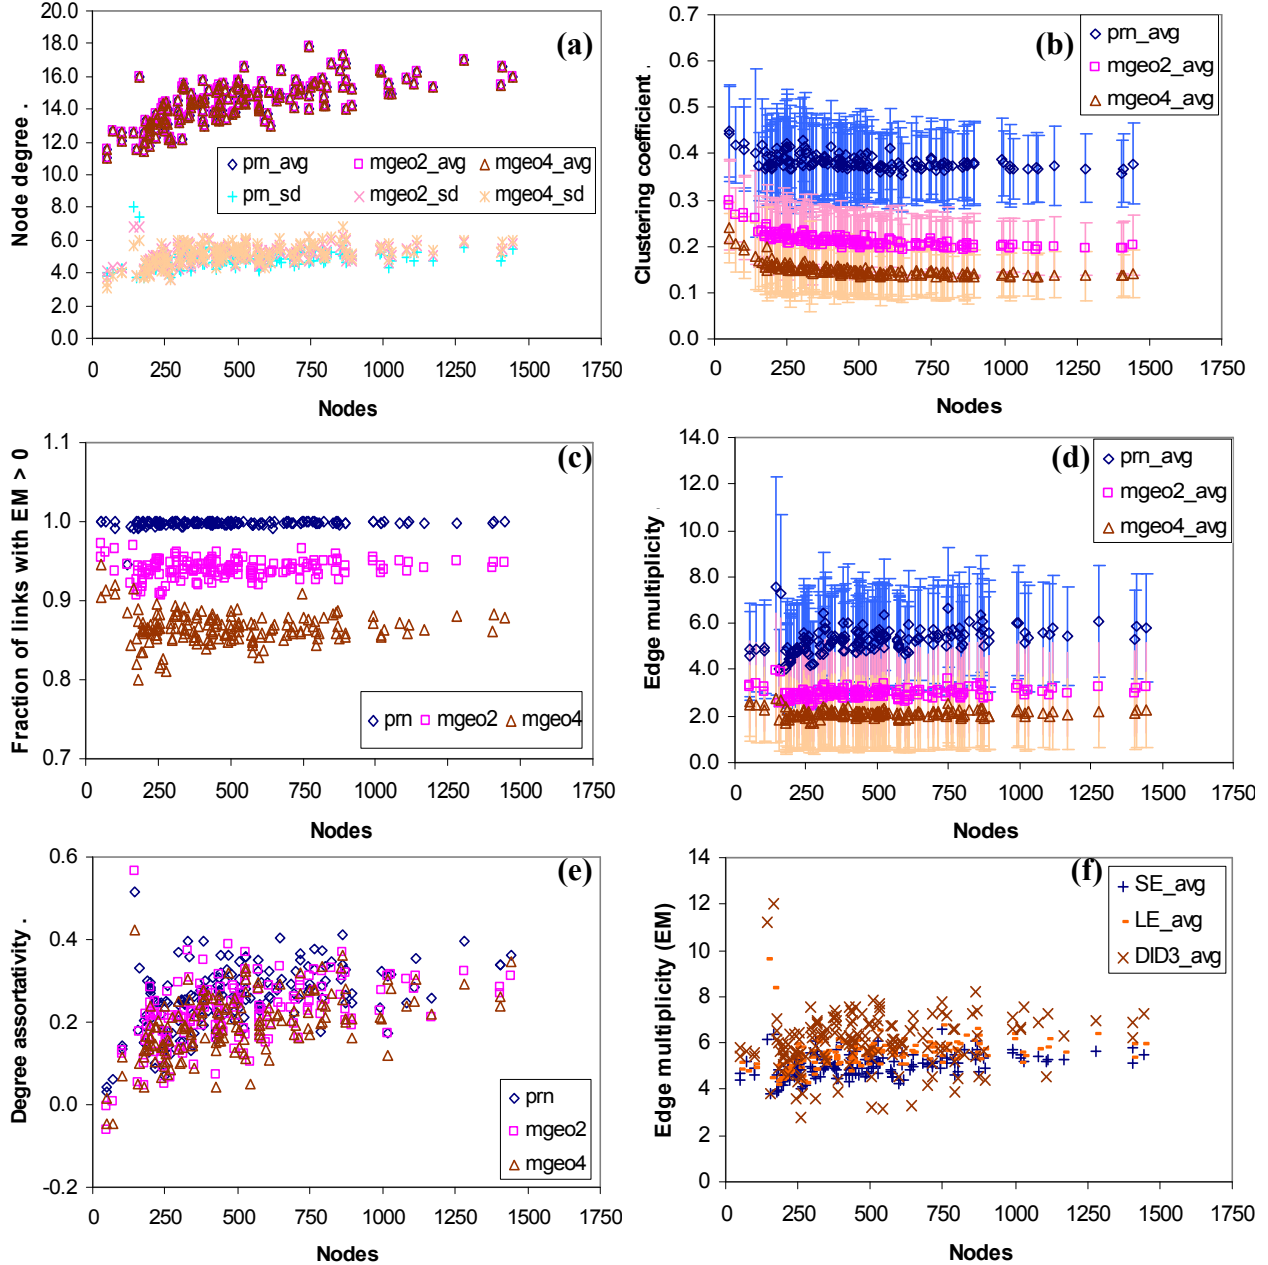 20.0
18.0
16.0
14.0
12.0
10.0
8.0
6.0
4.0
2.0
0.0
Node degree .
(a)
prn_avg mgeo2_avg mgeo4_avg
prn_sd mgeo2_sd mgeo4_sd
0 250 500 750 1000 1250 1500 1750
Nodes
0.7
0.6
0.5
0.4
0.3
0.2
0.1
0.0
Clustering coefficient .
(b)
prn_avg
mgeo2_avg
mgeo4_avg
0 250 500 750 1000 1250 1500 1750
Nodes
1.1
1.0
0.9
0.8
0.7
Fraction of links with EM > 0
(c)
prn mgeo2 mgeo4
0 250 500 750 1000 1250 1500 1750
Nodes
14.0
12.0
10.0
8.0
6.0
4.0
2.0
0.0
Edge multiplicity .
(d)
prn_avg
mgeo2_avg
mgeo4_avg
0 250 500 750 1000 1250 1500 1750
Nodes
0.6
0.4
0.2
0.0
-0.2
Degree assortativity .
(e)
prn
mgeo2
mgeo4
0 250 500 750 1000 1250 1500 1750
Nodes
14
12
10
8
6
4
2
0
Edge multiplicity (EM)
(f)
SE_avg
LE_avg
DID3_avg
0 250 500 750 1000 1250 1500 1750
Nodes